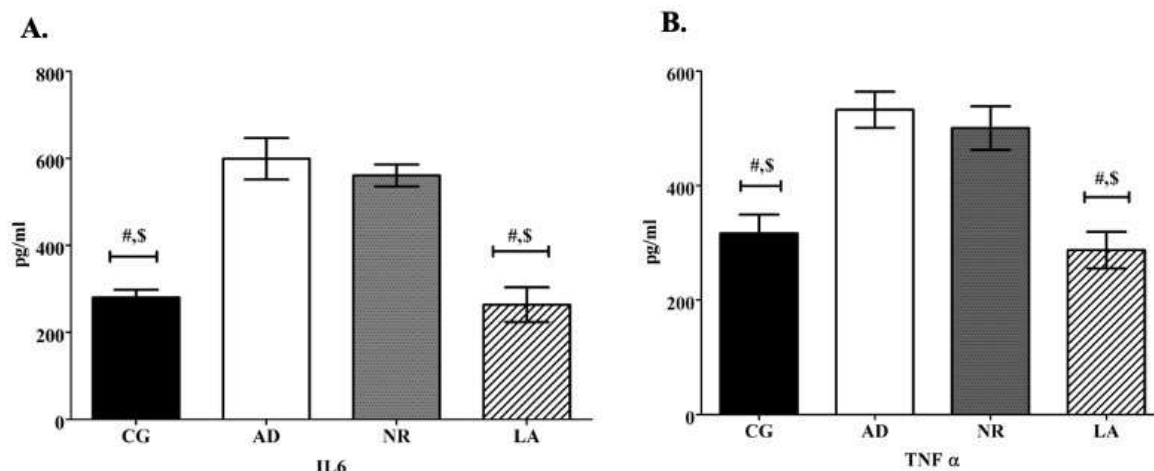 A.
800
600
400
200
0
pg/ml
#,$
#,$
CG AD NR LA
IL6
B.
600
400
200
0
pg/ml
#,$
#,$
CG AD NR LA
TNF α